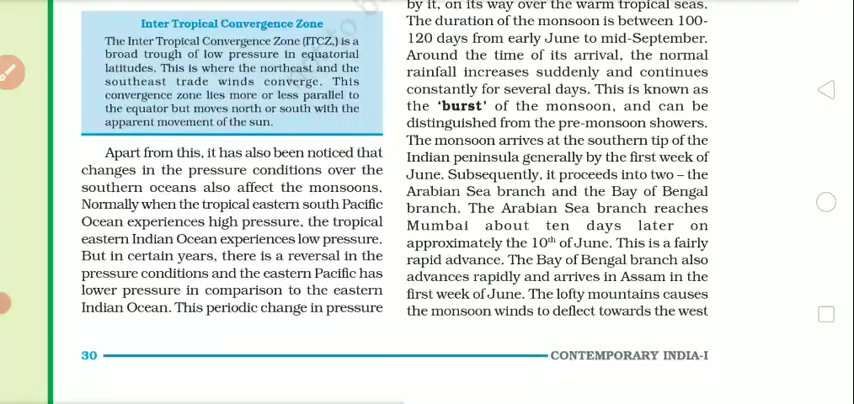 Inter Tropical Convergence Zone
The Inter Tropical Convergence Zone (ITCZ,) is a
broad trough of low pressure in equatorial
latitudes. This is where the northeast and the
southeast trade winds converge. This
convergence zone lies more or less parallel to
the equator but moves north or south with the
apparent movement of the sun.
Apart from this, it has also been noticed that
changes in the pressure conditions over the
southern oceans also affect the monsoons.
Normally when the tropical eastern south Pacific
Ocean experiences high pressure, the tropical
eastern Indian Ocean experiences low pressure.
But in certain years, there is a reversal in the
pressure conditions and the eastern Pacific has
lower pressure in comparison to the eastern
Indian Ocean. This periodic change in pressure
by it, on its way over the warm tropical seas.
The duration of the monsoon is between 100-
120 days from early June to mid-September.
Around the time of its arrival, the normal
rainfall increases suddenly and continues
constantly for several days. This is known as
the 'burst' of the monsoon, and can be
distinguished from the pre-monsoon showers.
The monsoon arrives at the southern tip of the
Indian peninsula generally by the first week of
June. Subsequently, it proceeds into two – the
Arabian Sea branch and the Bay of Bengal
branch. The Arabian Sea branch reaches
Mumbai about ten days later on
approximately the 10th of June. This is a fairly
rapid advance. The Bay of Bengal branch also
advances rapidly and arrives in Assam in the
first week of June. The lofty mountains causes
the monsoon winds to deflect towards the west
30
CONTEMPORARY INDIA-I